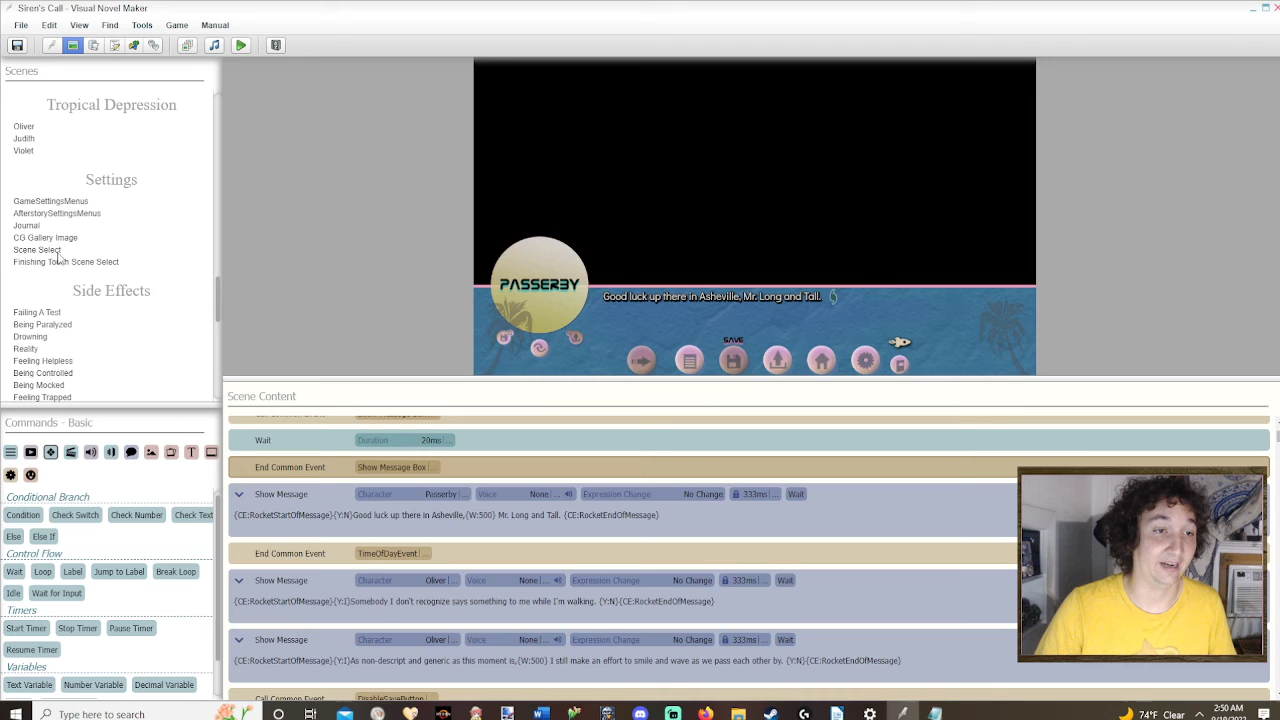 Siren's Call - Visual Novel Maker
File Edit View Find Tools Game Manual
Scenes
Tropical Depression
Oliver
Judith
Violet
Settings
GameSettingsMenus
AfterstorySettingsMenus
Journal
CG Gallery Image
Scene Select
Finishing Touch Scene Select
Side Effects
Failing A Test
Being Paralyzed
Drowning
Reality
Feeling Helpless
Being Controlled
Being Mocked
Feeling Trapped
PASSERBY
Good luck up there in Asheville, Mr. Long and Tall.
SAVE
Commands - Basic
Conditional Branch
Condition Check Switch Check Number Check Text
Else Else If
Control Flow
Wait Loop Label Jump to Label Break Loop
Idle Wait for Input
Timers
Start Timer Stop Timer Pause Timer
Resume Timer
Variables
Text Variable Number Variable Decimal Variable
Scene Content
Wait Duration 20ms ...
End Common Event Show Message Box ...
Show Message Character Passerby ... Voice None ... Expression Change No Change 333ms ... Wait
{CE:RocketStartOfMessage}{Y:N}Good luck up there in Asheville,{W:500} Mr. Long and Tall. {CE:RocketEndOfMessage}
End Common Event TimeOfDayEvent ...
Show Message Character Oliver ... Voice None ... Expression Change No Change 333ms ... Wait
{CE:RocketStartOfMessage}{Y:I}Somebody I don't recognize says something to me while I'm walking. {Y:N}{CE:RocketEndOfMessage}
Show Message Character Oliver ... Voice None ... Expression Change No Change 333ms ... Wait
{CE:RocketStartOfMessage}{Y:I}As non-descript and generic as this moment is,{W:500} I still make an effort to smile and wave as we pass each other by. {Y:N}{CE:RocketEndOfMessage}
Call Common Event DisableSaveButton ...
Type here to search
74°F Clear
2:50 AM